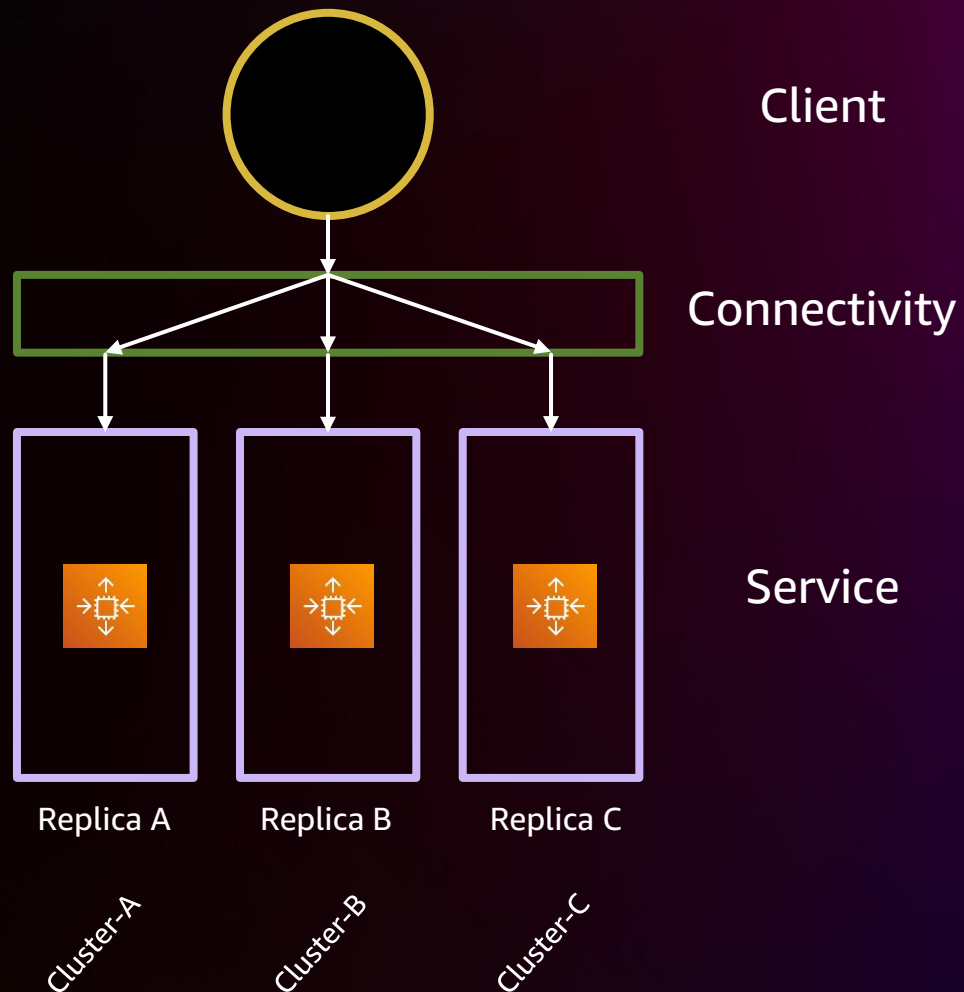 Client
Connectivity
Service
Replica A
Replica B
Replica C
Cluster-A
Cluster-B
Cluster-C